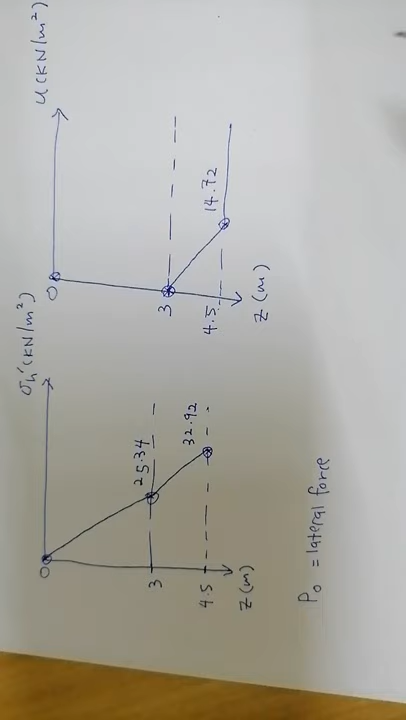 σh'(KN/m²)
0
25.34
3
32.92
4.5
Z(m)
u(KN/m²)
0
3
14.72
4.5
Z(m)
P₀ = lateral force